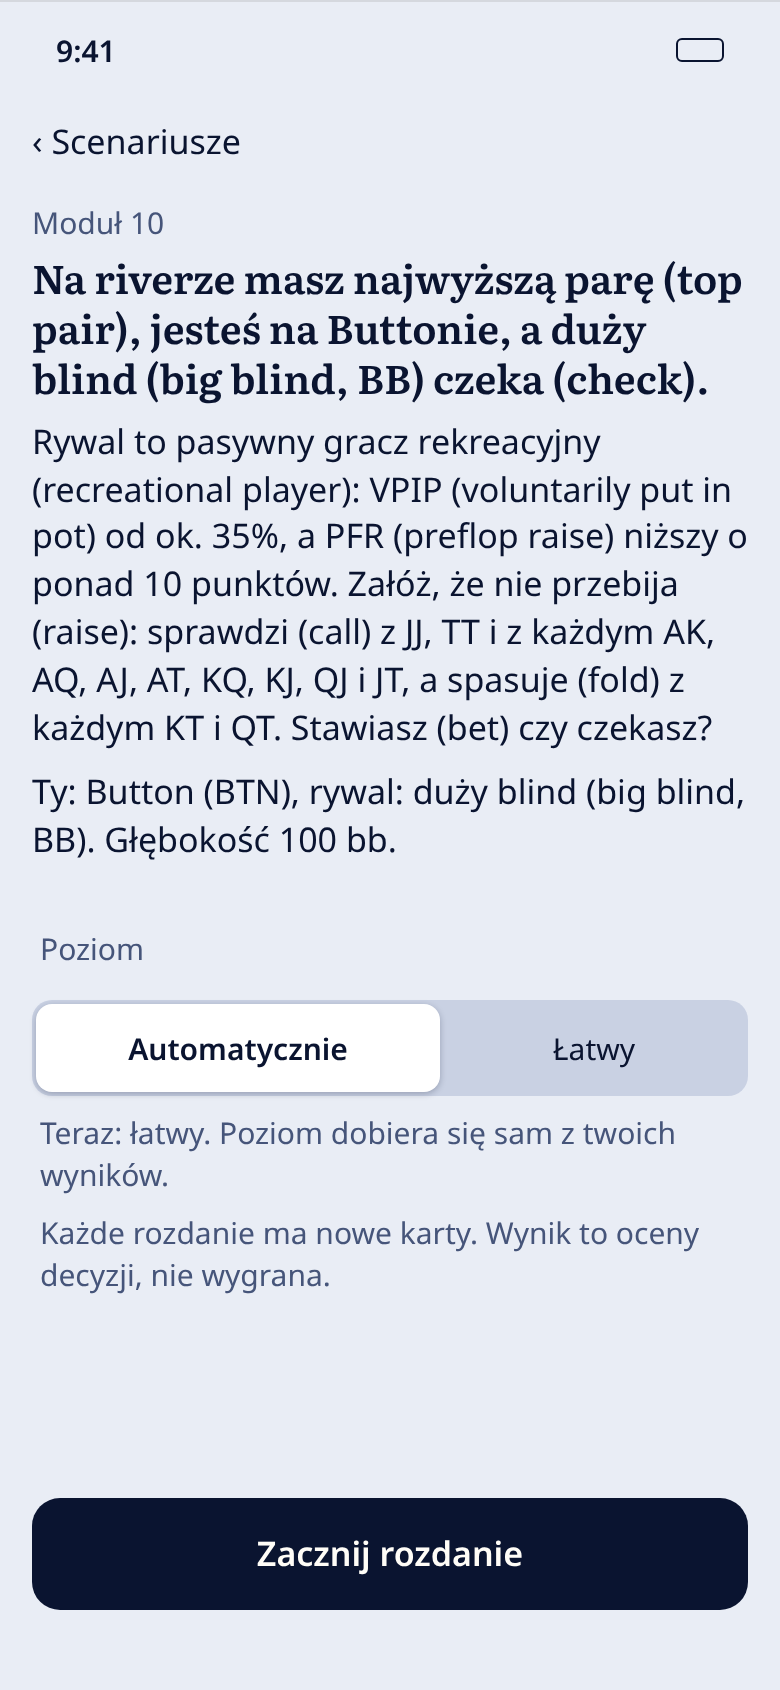 9:41
‹ Scenariusze
Moduł 10
Na riverze masz najwyższą parę (top
pair), jesteś na Buttonie, a duży
blind (big blind, BB) czeka (check).
Rywal to pasywny gracz rekreacyjny
(recreational player): VPIP (voluntarily put in
pot) od ok. 35%, a PFR (preflop raise) niższy o
ponad 10 punktów. Załóż, że nie przebija
(raise): sprawdzi (call) z JJ, TT i z każdym AK,
AQ, AJ, AT, KQ, KJ, QJ i JT, a spasuje (fold) z
każdym KT i QT. Stawiasz (bet) czy czekasz?
Ty: Button (BTN), rywal: duży blind (big blind,
BB). Głębokość 100 bb.
Poziom
Automatycznie
Łatwy
Teraz: łatwy. Poziom dobiera się sam z twoich
wyników.
Każde rozdanie ma nowe karty. Wynik to oceny
decyzji, nie wygrana.
Zacznij rozdanie